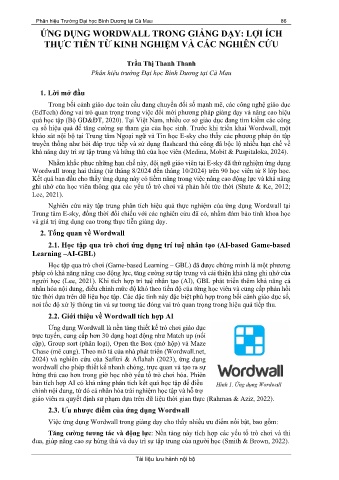 Phân hiệu Trường Đại học Bình Dương tại Cà Mau 86
ỨNG DỤNG WORDWALL TRONG GIẢNG DẠY: LỢI ÍCH
THỰC TIỄN TỪ KINH NGHIỆM VÀ CÁC NGHIÊN CỨU
Trần Thị Thanh Thanh
Phân hiệu trường Đại học Bình Dương tại Cà Mau
1. Lời mở đầu
Trong bối cảnh giáo dục toàn cầu đang chuyển đổi số mạnh mẽ, các công nghệ giáo dục
(EdTech) đóng vai trò quan trọng trong việc đổi mới phương pháp giảng dạy và nâng cao hiệu
quả học tập (Bộ GD&ĐT, 2020). Tại Việt Nam, nhiều cơ sở giáo dục đang tìm kiếm các công
cụ số hiệu quả để tăng cường sự tham gia của học sinh. Trước khi triển khai Wordwall, một
khảo sát nội bộ tại Trung tâm Ngoại ngữ và Tin học E-sky cho thấy các phương pháp ôn tập
truyền thống như hỏi đáp trực tiếp và sử dụng flashcard thủ công đã bộc lộ nhiều hạn chế về
khả năng duy trì sự tập trung và hứng thú của học viên (Medina, Mobit & Puspitaloka, 2024).
Nhằm khắc phục những hạn chế này, đội ngũ giáo viên tại E-sky đã thử nghiệm ứng dụng
Wordwall trong hai tháng (từ tháng 8/2024 đến tháng 10/2024) trên 90 học viên từ 8 lớp học.
Kết quả ban đầu cho thấy ứng dụng này có tiềm năng trong việc nâng cao động lực và khả năng
ghi nhớ của học viên thông qua các yếu tố trò chơi và phản hồi tức thời (Shute & Ke, 2012;
Lee, 2021).
Nghiên cứu này tập trung phân tích hiệu quả thực nghiệm của ứng dụng Wordwall tại
Trung tâm E-sky, đồng thời đối chiếu với các nghiên cứu đã có, nhằm đảm bảo tính khoa học
và giá trị ứng dụng cao trong thực tiễn giảng dạy.
2. Tổng quan về Wordwall
2.1. Học tập qua trò chơi ứng dụng trí tuệ nhân tạo (AI-based Game-based
Learning –AI-GBL)
Học tập qua trò chơi (Game-based Learning – GBL) đã được chứng minh là một phương
pháp có khả năng nâng cao động lực, tăng cường sự tập trung và cải thiện khả năng ghi nhớ của
người học (Lee, 2021). Khi tích hợp trí tuệ nhân tạo (AI), GBL phát triển thêm khả năng cá
nhân hóa nội dung, điều chỉnh mức độ khó theo tiến độ của từng học viên và cung cấp phản hồi
tức thời dựa trên dữ liệu học tập. Các đặc tính này đặc biệt phù hợp trong bối cảnh giáo dục số,
nơi tốc độ xử lý thông tin và sự tương tác đóng vai trò quan trọng trong hiệu quả tiếp thu.
2.2. Giới thiệu về Wordwall tích hợp AI
Ứng dụng Wordwall là nền tảng thiết kế trò chơi giáo dục
trực tuyến, cung cấp hơn 30 dạng hoạt động như Match up (nối
cặp), Group sort (phân loại), Open the Box (mở hộp) và Maze
Chase (mê cung). Theo mô tả của nhà phát triển (Wordwall.net,
2024) và nghiên cứu của Safitri & Aflahah (2023), ứng dụng
wordwall cho phép thiết kế nhanh chóng, trực quan và tạo ra sự
hứng thú cao hơn trong giờ học nhờ yếu tố trò chơi hóa. Phiên
bản tích hợp AI có khả năng phân tích kết quả học tập để điều
chỉnh nội dung, từ đó cá nhân hóa trải nghiệm học tập và hỗ trợ
giáo viên ra quyết định sư phạm dựa trên dữ liệu thời gian thực (Rahman & Aziz, 2022).
Wordwall
Hình 1. Ứng dụng Wordwall
2.3. Ưu nhược điểm của ứng dụng Wordwall
Việc ứng dụng Wordwall trong giảng dạy cho thấy nhiều ưu điểm nổi bật, bao gồm:
Tăng cường tương tác và động lực: Nền tảng này tích hợp các yếu tố trò chơi và thi
đua, giúp nâng cao sự hứng thú và duy trì sự tập trung của người học (Smith & Brown, 2022).
Tài liệu lưu hành nội bộ